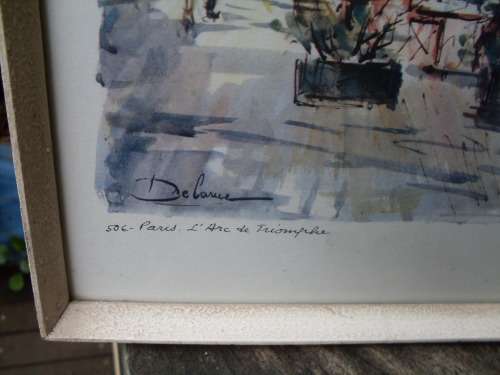 Delarue
506- Paris. L'Arc de Triomphe